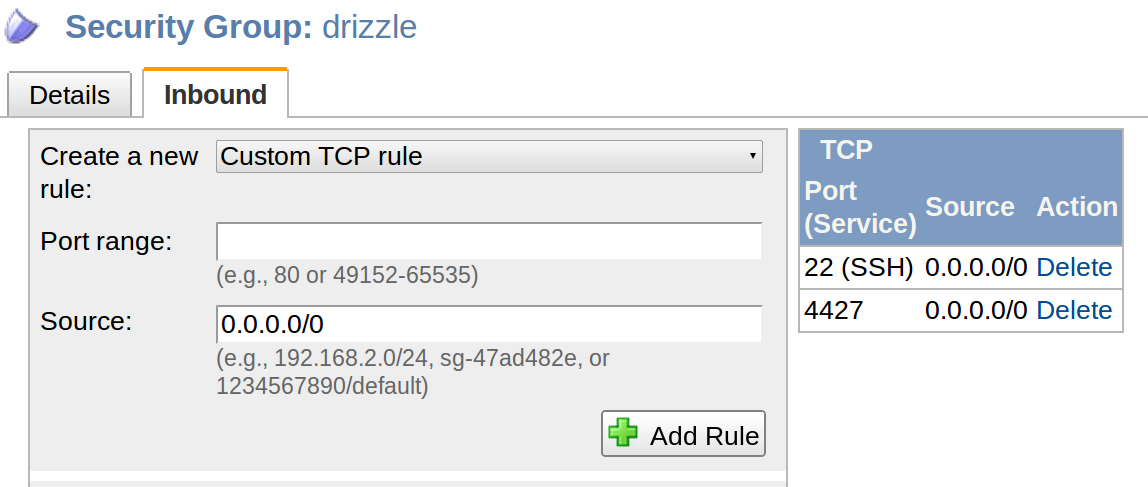 Security Group: drizzle
Details
Inbound
Create a new
rule:
Custom TCP rule
Port range:
(e.g., 80 or 49152-65535)
Source:
0.0.0.0/0
(e.g., 192.168.2.0/24, sg-47ad482e, or
1234567890/default)
Add Rule
TCP
Port
(Service)
Source
Action
22 (SSH) 0.0.0.0/0 Delete
4427 0.0.0.0/0 Delete